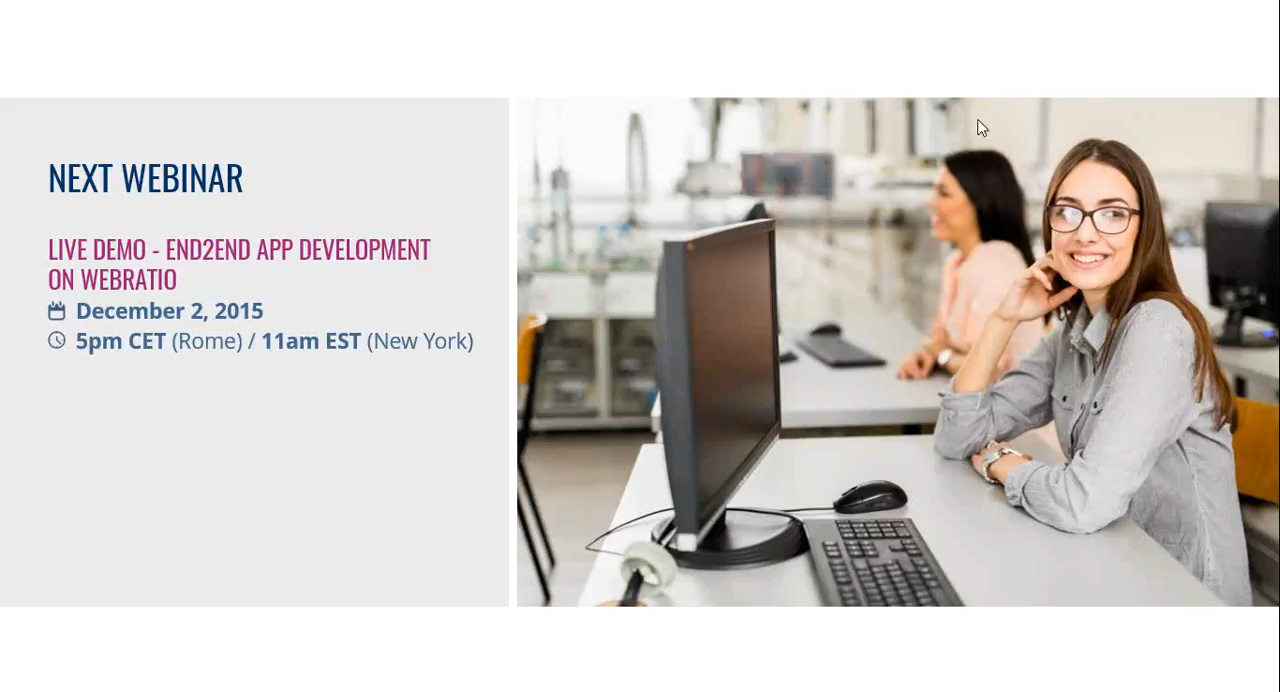 NEXT WEBINAR
LIVE DEMO - END2END APP DEVELOPMENT
ON WEBRATIO
December 2, 2015
5pm CET (Rome) / 11am EST (New York)